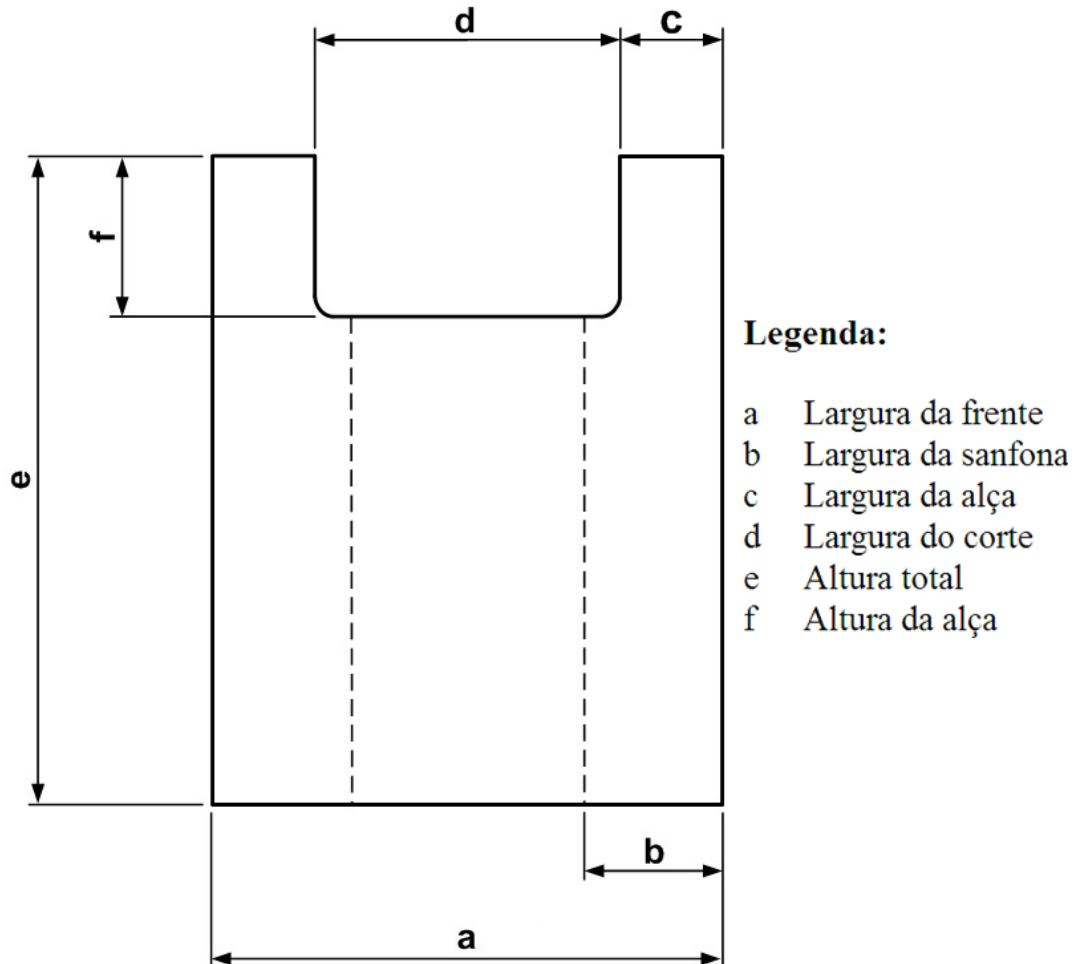 d
c
f
e
b
a
Legenda:
a Largura da frente
b Largura da sanfona
c Largura da alça
d Largura do corte
e Altura total
f Altura da alça